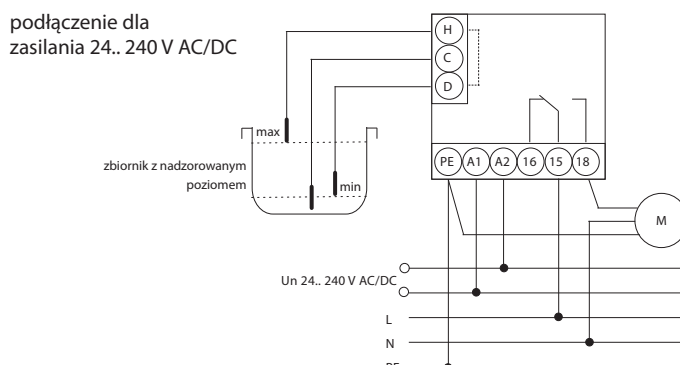 podłączenie dla
zasilania 24.. 240 V AC/DC
H
C
D
max
zbiornik z nadzorowanym
poziomem
min
PE A1 A2 16 15 18
M
Un 24.. 240 V AC/DC
L
N
PE